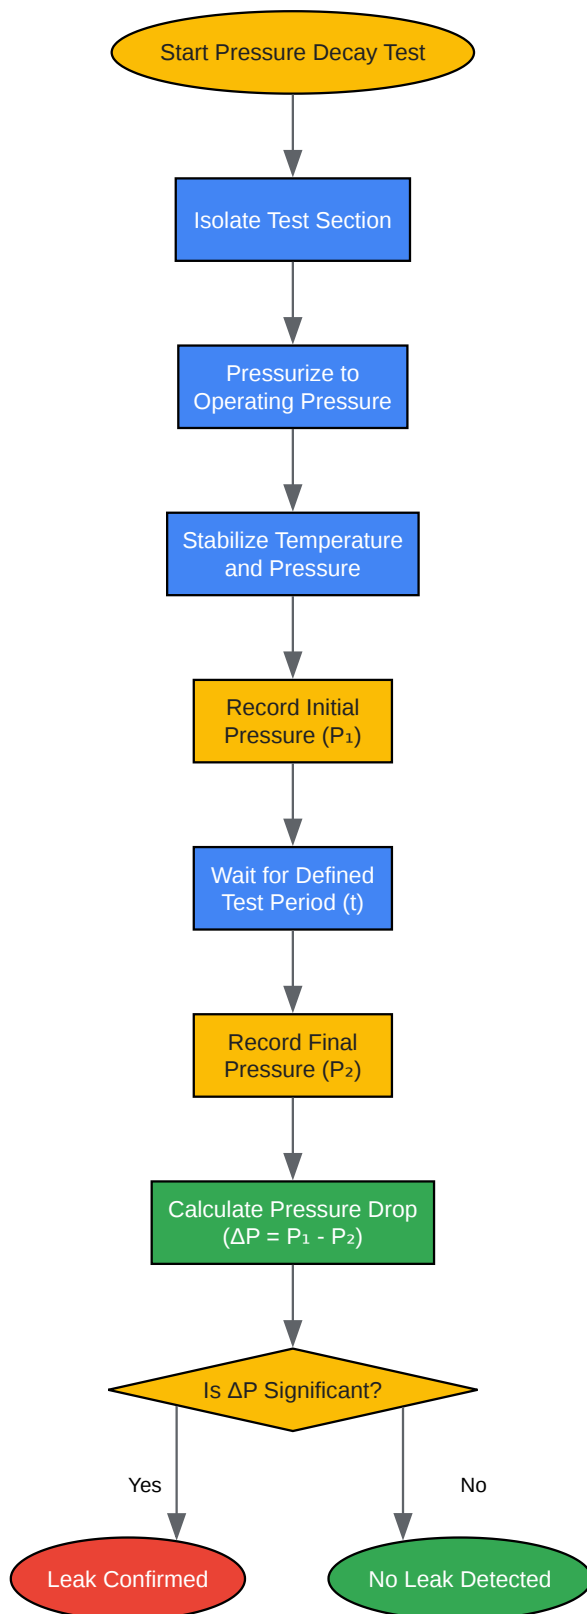 Start Pressure Decay Test
Isolate Test Section
Pressurize to
Operating Pressure
Stabilize Temperature
and Pressure
Record Initial
Pressure (P₁)
Wait for Defined
Test Period (t)
Record Final
Pressure (P₂)
Calculate Pressure Drop
(ΔP = P₁ - P₂)
Is ΔP Significant?
Yes
No
Leak Confirmed
No Leak Detected